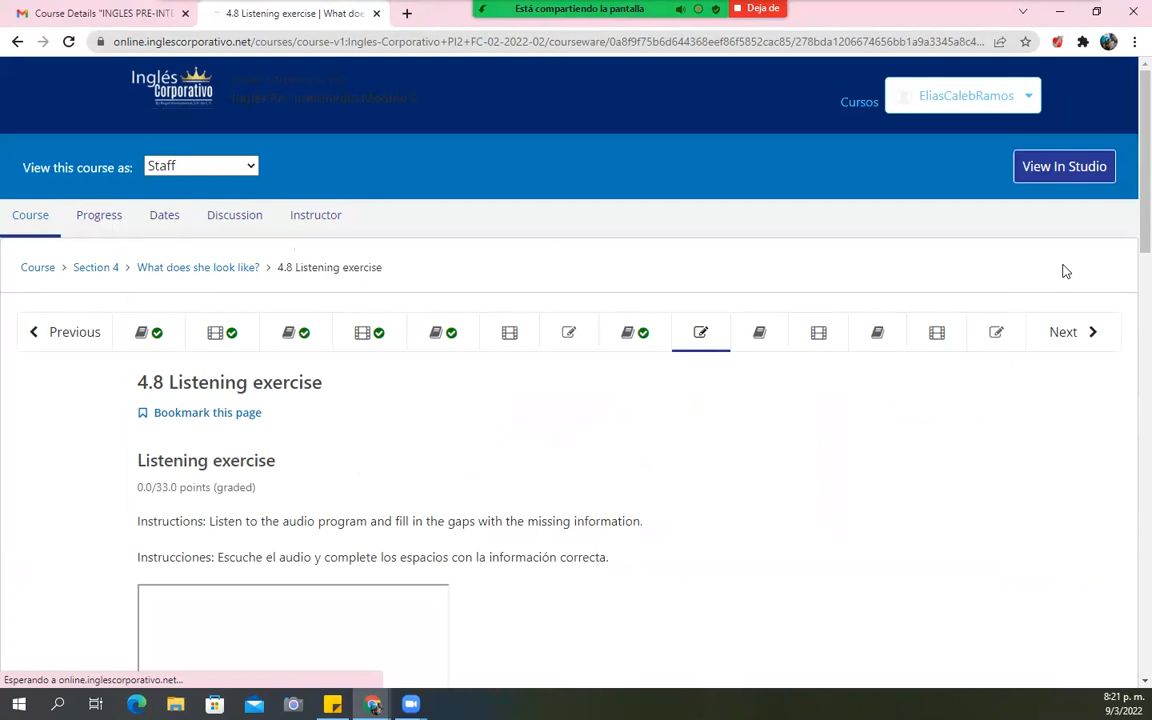 Course Details "INGLES PRE-INTE
4.8 Listening exercise | What doe
Está compartiendo la pantalla
Deja de
online.inglescorporativo.net/courses/course-v1:Ingles-Corporativo+PI2+FC-02-2022-02/courseware/0a8f9f75b6d644368eef86f5852cac85/278bda1206674656bb1a9a3345a8c4...
Inglés
Corporativo
Cursos
EliasCalebRamos
View this course as:
Staff
View In Studio
Course
Progress
Dates
Discussion
Instructor
Course > Section 4 > What does she look like? > 4.8 Listening exercise
Previous
Next
4.8 Listening exercise
Bookmark this page
Listening exercise
0.0/33.0 points (graded)
Instructions: Listen to the audio program and fill in the gaps with the missing information.
Instrucciones: Escuche el audio y complete los espacios con la información correcta.
Esperando a online.inglescorporativo.net...
8:21 p. m.
9/3/2022